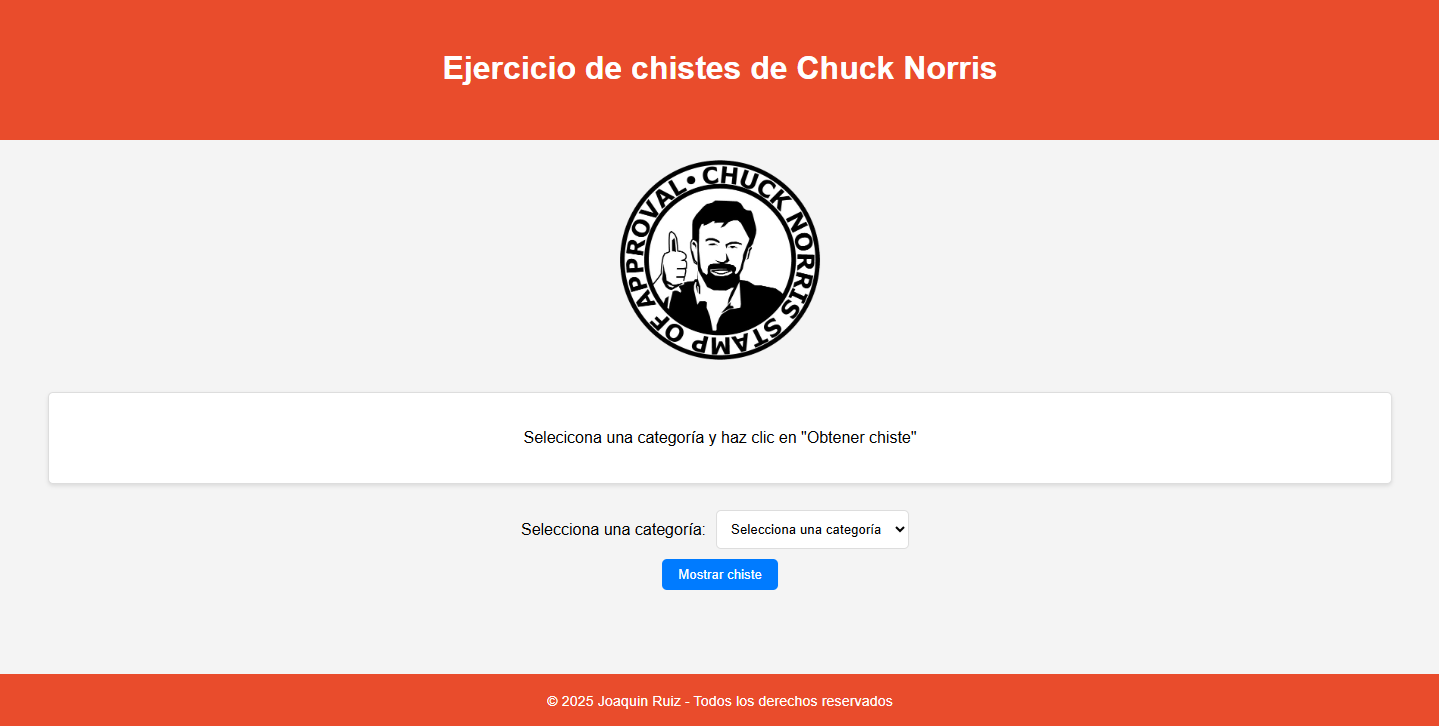 Ejercicio de chistes de Chuck Norris
CHUCK NORRIS STAMP OF APPROVAL •
Selecicona una categoría y haz clic en "Obtener chiste"
Selecciona una categoría: Selecciona una categoría
Mostrar chiste
© 2025 Joaquin Ruiz - Todos los derechos reservados